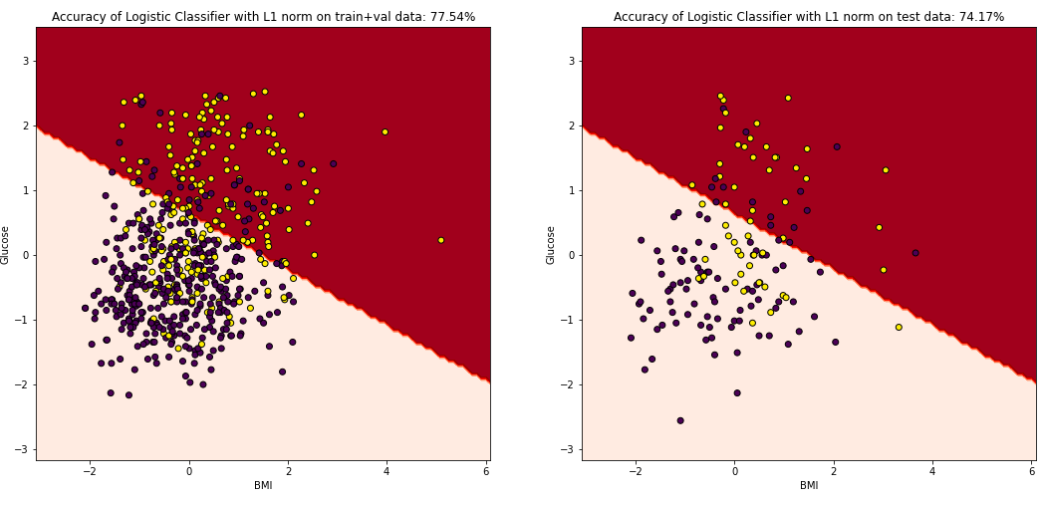 Accuracy of Logistic Classifier with L1 norm on train+val data: 77.54%
3
2
1
0
−1
−2
−3
Glucose
−2 0 2 4 6
BMI
Accuracy of Logistic Classifier with L1 norm on test data: 74.17%
3
2
1
0
−1
−2
−3
Glucose
−2 0 2 4 6
BMI